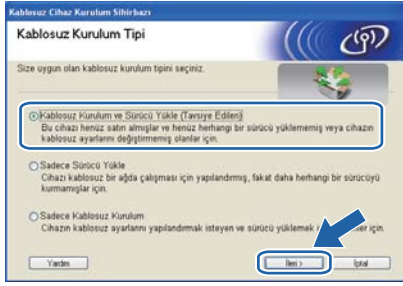 Kablosuz Cihaz Kurulum Sihirbazı
Kablosuz Kurulum Tipi
Size uygun olan kablosuz kurulum tipini seçiniz.
Kablosuz Kurulum ve Sürücü Yükle (Tavsiye Edilen)
Bu cihazı henüz satın almışlar ve henüz herhangi bir sürücü yüklememiş veya cihazın
kablosuz ayarlarını değiştirmemiş olanlar için.
Sadece Sürücü Yükle
Cihazı kablosuz bir ağda çalışması için yapılandırmış, fakat daha herhangi bir sürücüyü
kurmamışlar için.
Sadece Kablosuz Kurulum
Cihazın kablosuz ayarlarını yapılandırmak isteyen ve sürücü yüklemek için.
Yardım
İleri >
İptal